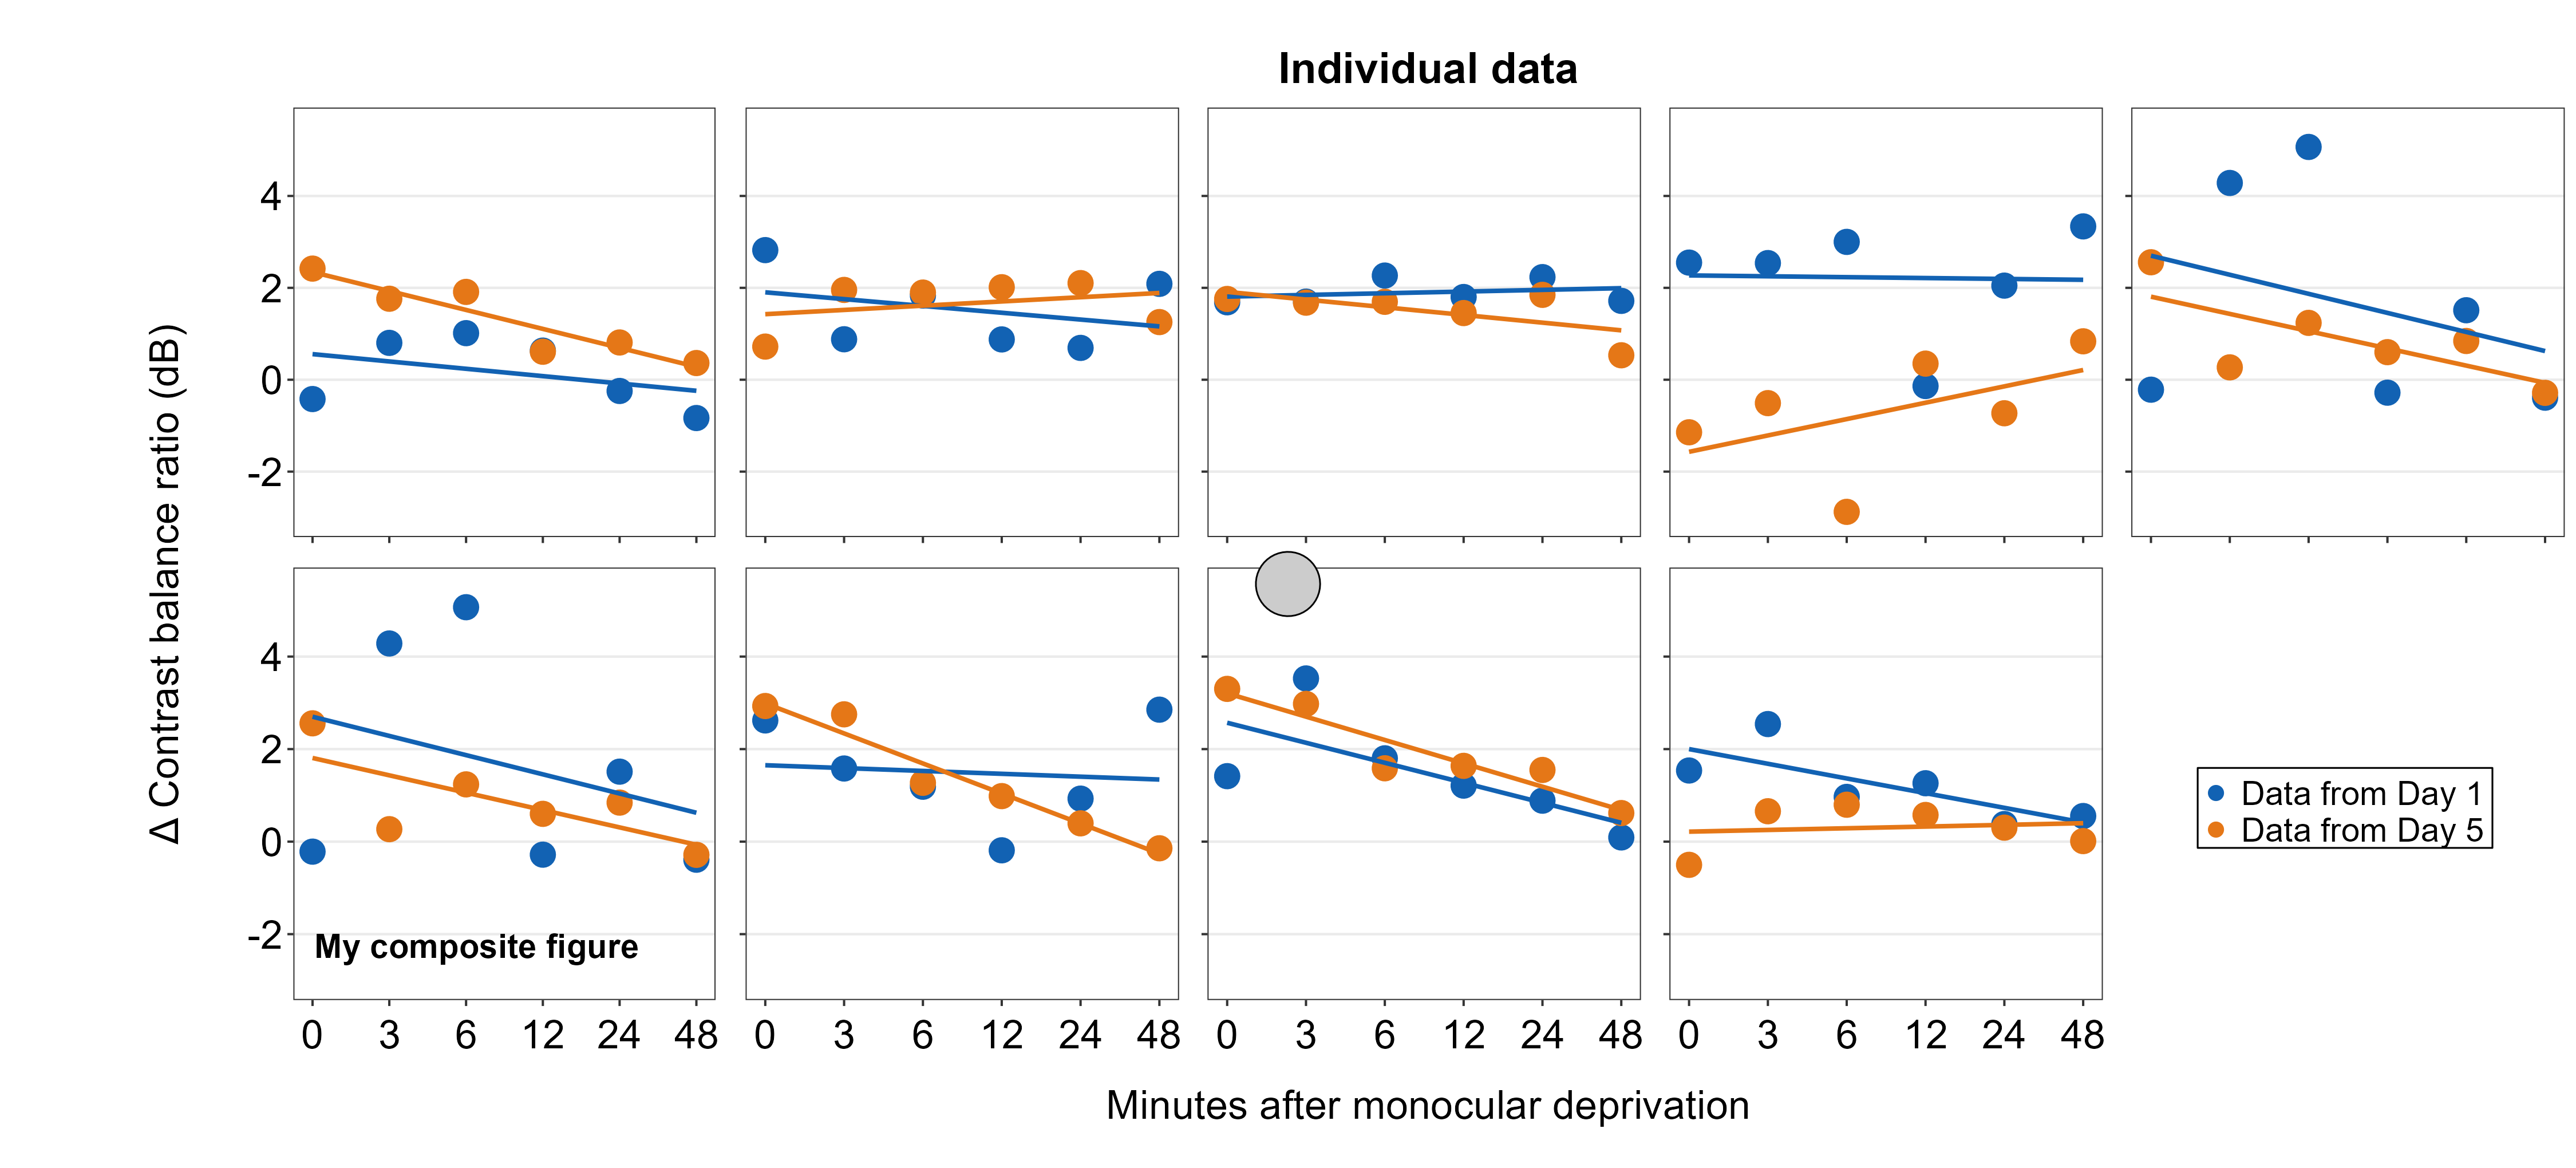 Individual data
Δ Contrast balance ratio (dB)
4
2
0
-2
4
2
0
-2
My composite figure
Data from Day 1
Data from Day 5
0 3 6 12 24 48
0 3 6 12 24 48
0 3 6 12 24 48
0 3 6 12 24 48
Minutes after monocular deprivation